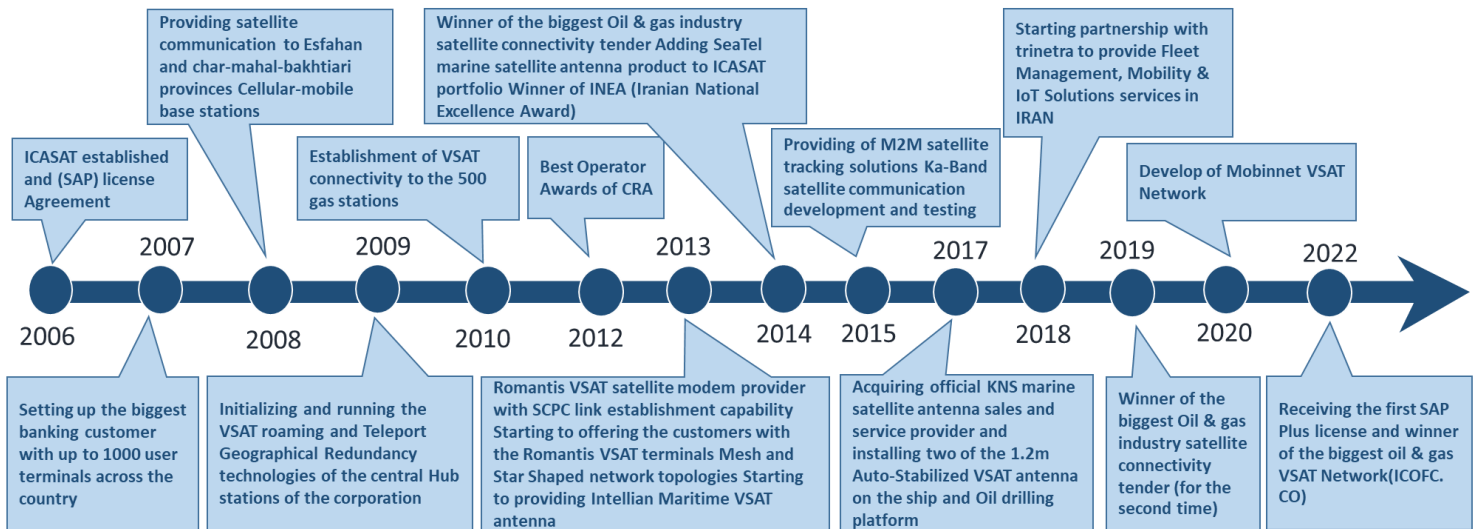 Providing satellite
communication to Esfahan
and char-mahal-bakhtiari
provinces Cellular-mobile
base stations
Winner of the biggest Oil & gas industry
satellite connectivity tender Adding SeaTel
marine satellite antenna product to ICASAT
portfolio Winner of INEA (Iranian National
Excellence Award)
Starting partnership with
trinetra to provide Fleet
Management, Mobility &
IoT Solutions services in
IRAN
ICASAT established
and (SAP) license
Agreement
Establishment of VSAT
connectivity to the 500
gas stations
Best Operator
Awards of CRA
Providing of M2M satellite
tracking solutions Ka-Band
satellite communication
development and testing
Develop of Mobinnet VSAT
Network
2007
2009
2013
2017
2019
2022
2006
2008
2010
2012
2014
2015
2018
2020
Setting up the biggest
banking customer
with up to 1000 user
terminals across the
country
Initializing and running the
VSAT roaming and Teleport
Geographical Redundancy
technologies of the central Hub
stations of the corporation
Romantis VSAT satellite modem provider
with SCPC link establishment capability
Starting to offering the customers with
the Romantis VSAT terminals Mesh and
Star Shaped network topologies Starting
to providing Intellian Maritime VSAT
antenna
Acquiring official KNS marine
satellite antenna sales and
service provider and
installing two of the 1.2m
Auto-Stabilized VSAT antenna
on the ship and Oil drilling
platform
Winner of the
biggest Oil & gas
industry satellite
connectivity
tender (for the
second time)
Receiving the first SAP
Plus license and winner
of the biggest oil & gas
VSAT Network(ICOFC.
CO)